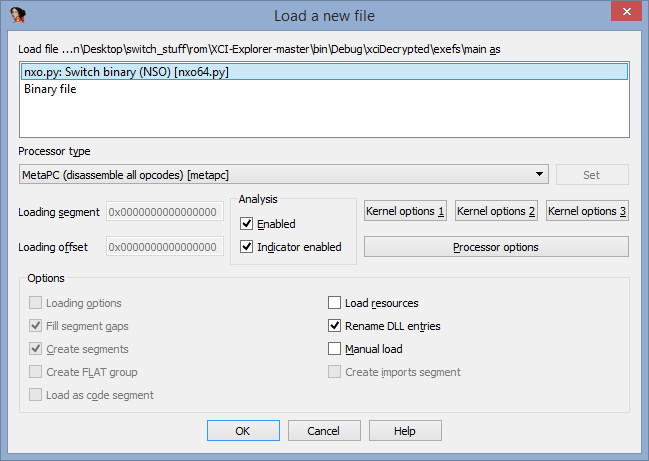 Load a new file
Load file ...n\Desktop\switch_stuff\rom\XCI-Explorer-master\bin\Debug\xciDecrypted\exefs\main as
nxo.py: Switch binary (NSO) [nxo64.py]
Binary file
Processor type
MetaPC (disassemble all opcodes) [metapc]
Set
Loading segment 0x0000000000000000
Loading offset 0x0000000000000000
Analysis
Enabled
Indicator enabled
Kernel options 1 Kernel options 2 Kernel options 3
Processor options
Options
Loading options
Fill segment gaps
Create segments
Create FLAT group
Load as code segment
Load resources
Rename DLL entries
Manual load
Create imports segment
OK Cancel Help